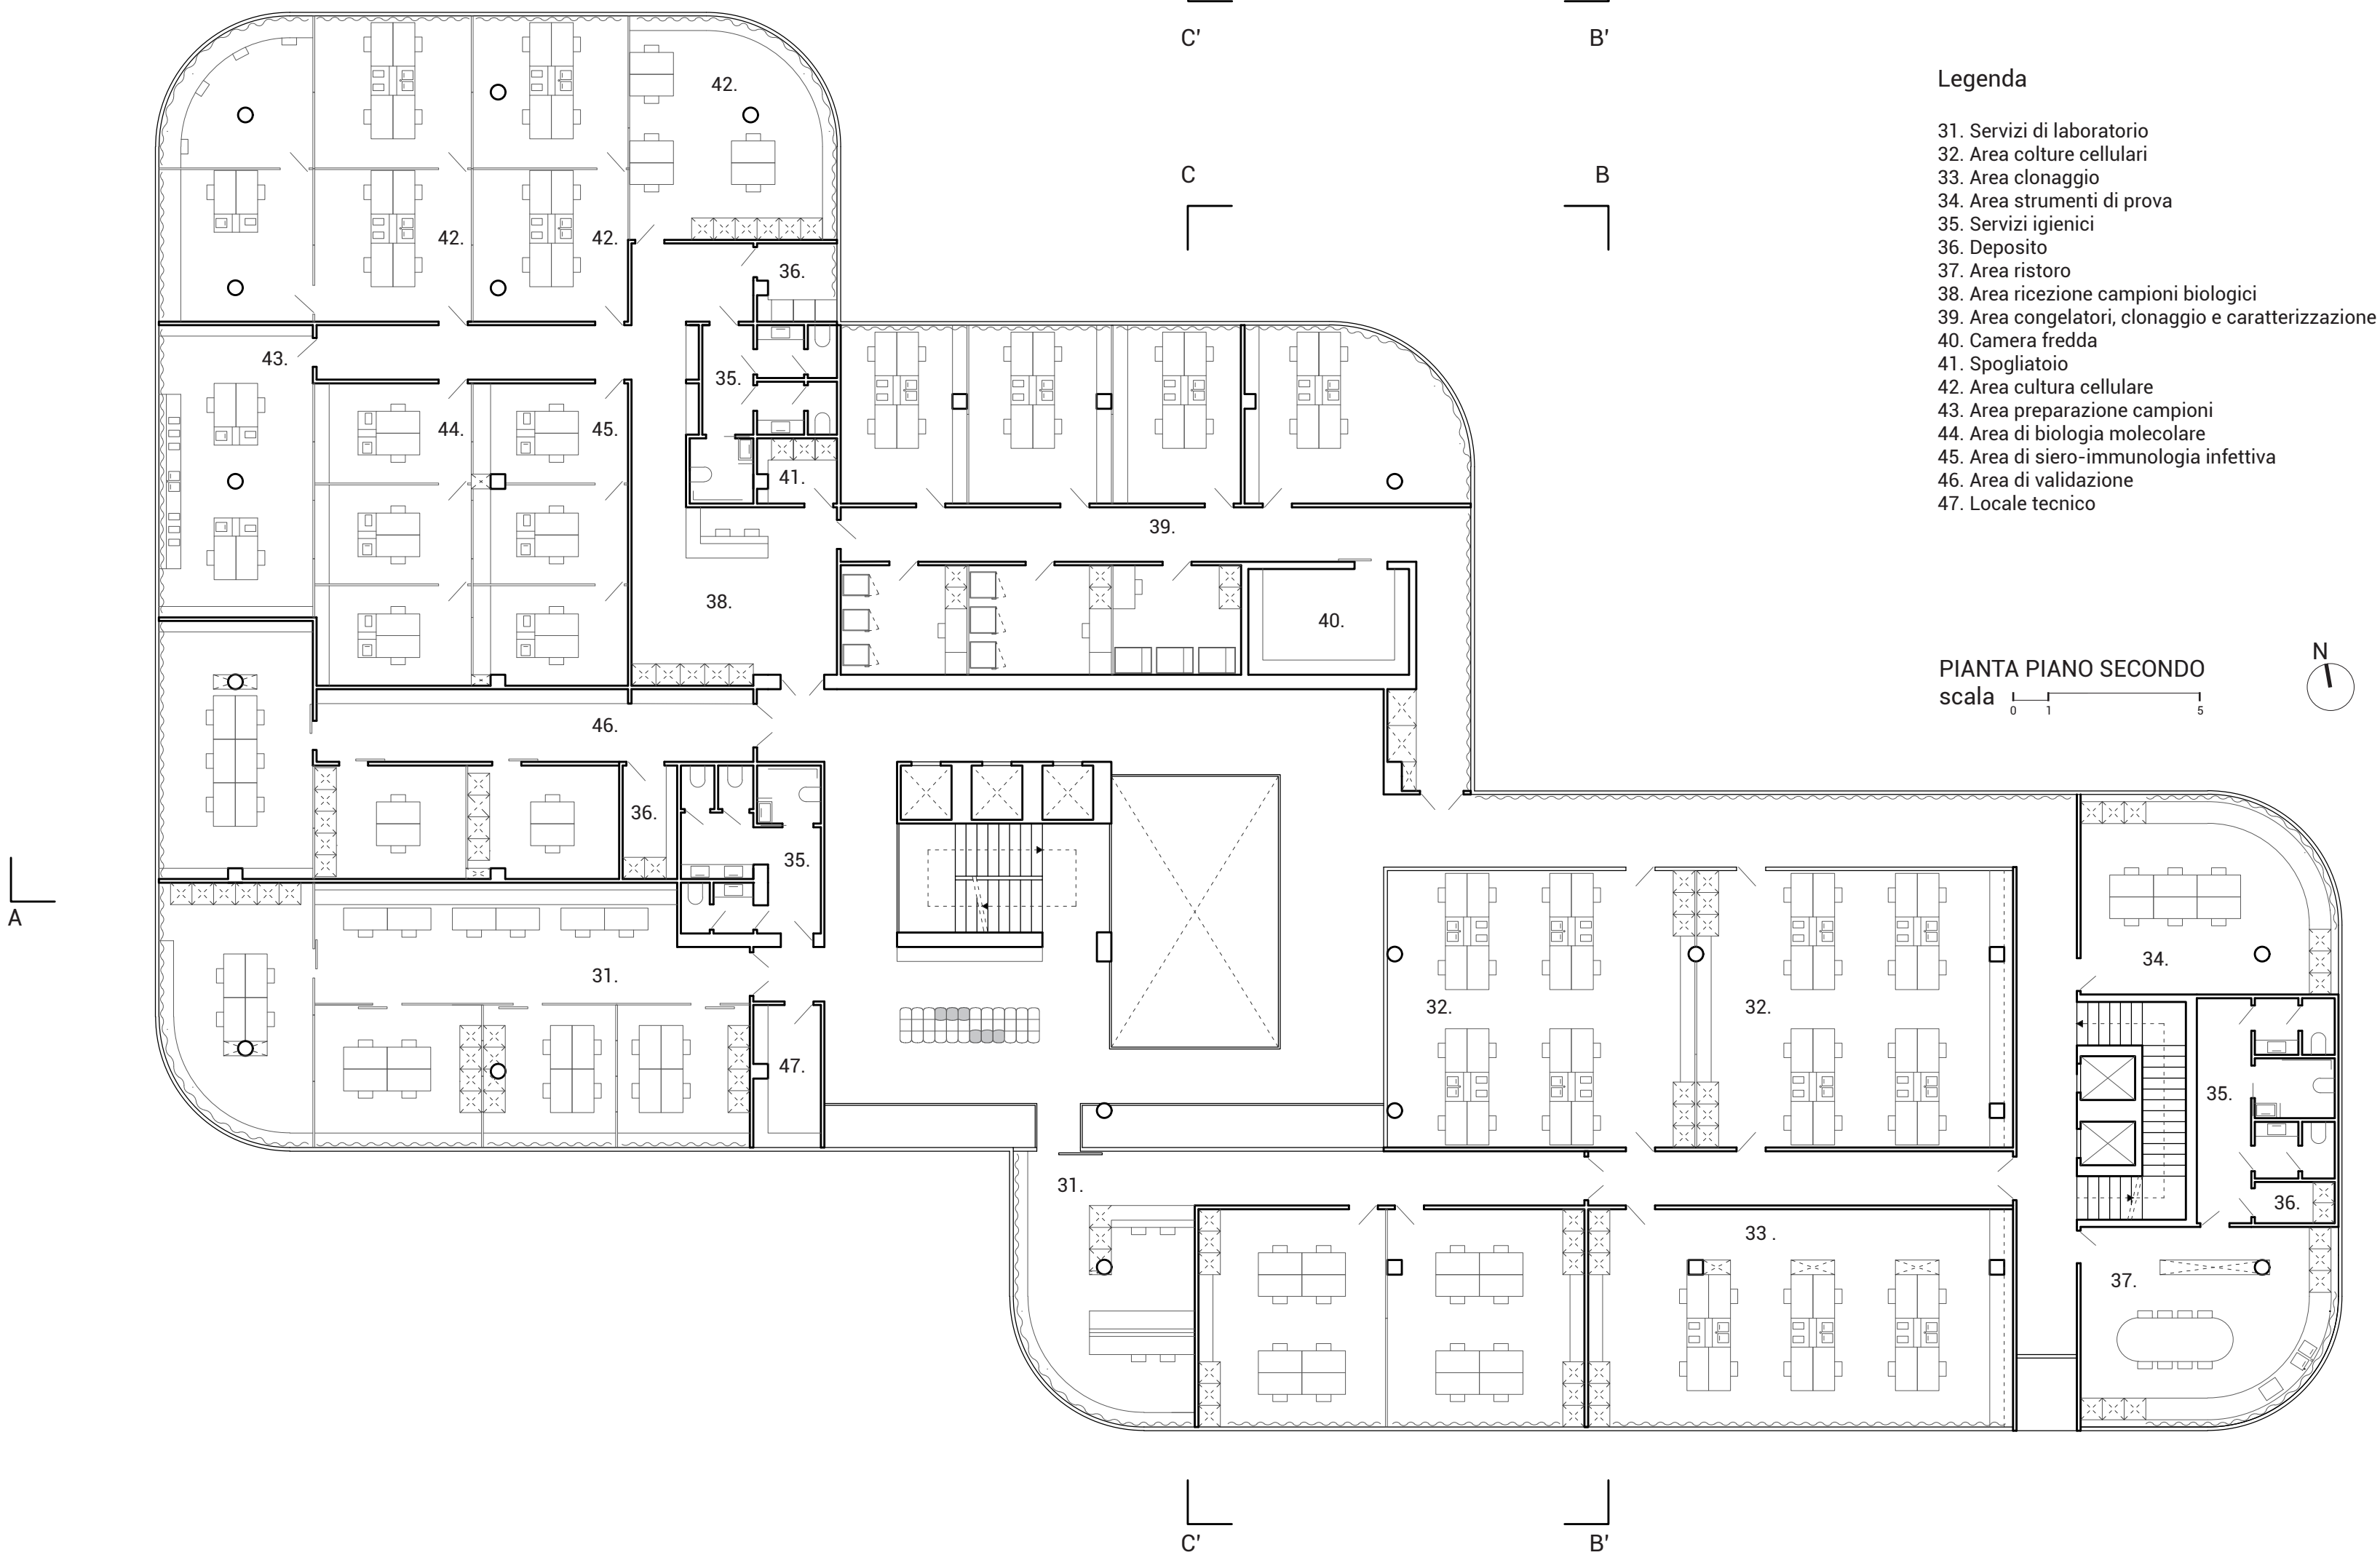 C'
B'
Legenda
42.
31. Servizi di laboratorio
32. Area colture cellulari
33. Area clonaggio
34. Area strumenti di prova
35. Servizi igienici
36. Deposito
37. Area ristoro
38. Area ricezione campioni biologici
39. Area congelatori, clonaggio e caratterizzazione
40. Camera fredda
41. Spogliatoio
42. Area cultura cellulare
43. Area preparazione campioni
44. Area di biologia molecolare
45. Area di siero-immunologia infettiva
46. Area di validazione
47. Locale tecnico
C
B
42.
42.
36.
43.
35.
44.
45.
41.
39.
38.
40.
PIANTA PIANO SECONDO
scala
0 1 5
N
46.
36.
35.
A
31.
34.
32.
32.
47.
35.
31.
36.
33 .
37.
C'
B'